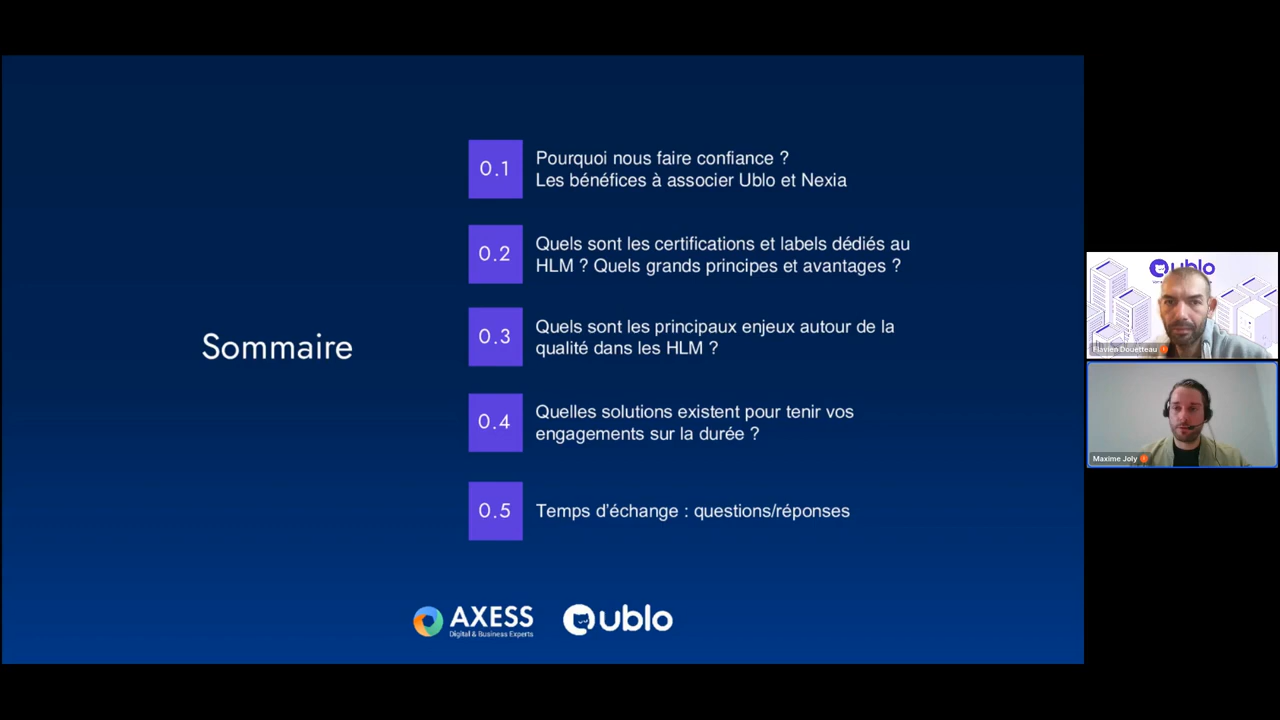 Sommaire
0.1
Pourquoi nous faire confiance ?
Les bénéfices à associer Ublo et Nexia
0.2
Quels sont les certifications et labels dédiés au
HLM ? Quels grands principes et avantages ?
0.3
Quels sont les principaux enjeux autour de la
qualité dans les HLM ?
0.4
Quelles solutions existent pour tenir vos
engagements sur la durée ?
0.5
Temps d'échange : questions/réponses
AXESS
Digital & Business Experts
ublo
ublo
Flavien Douetteau
Maxime Joly